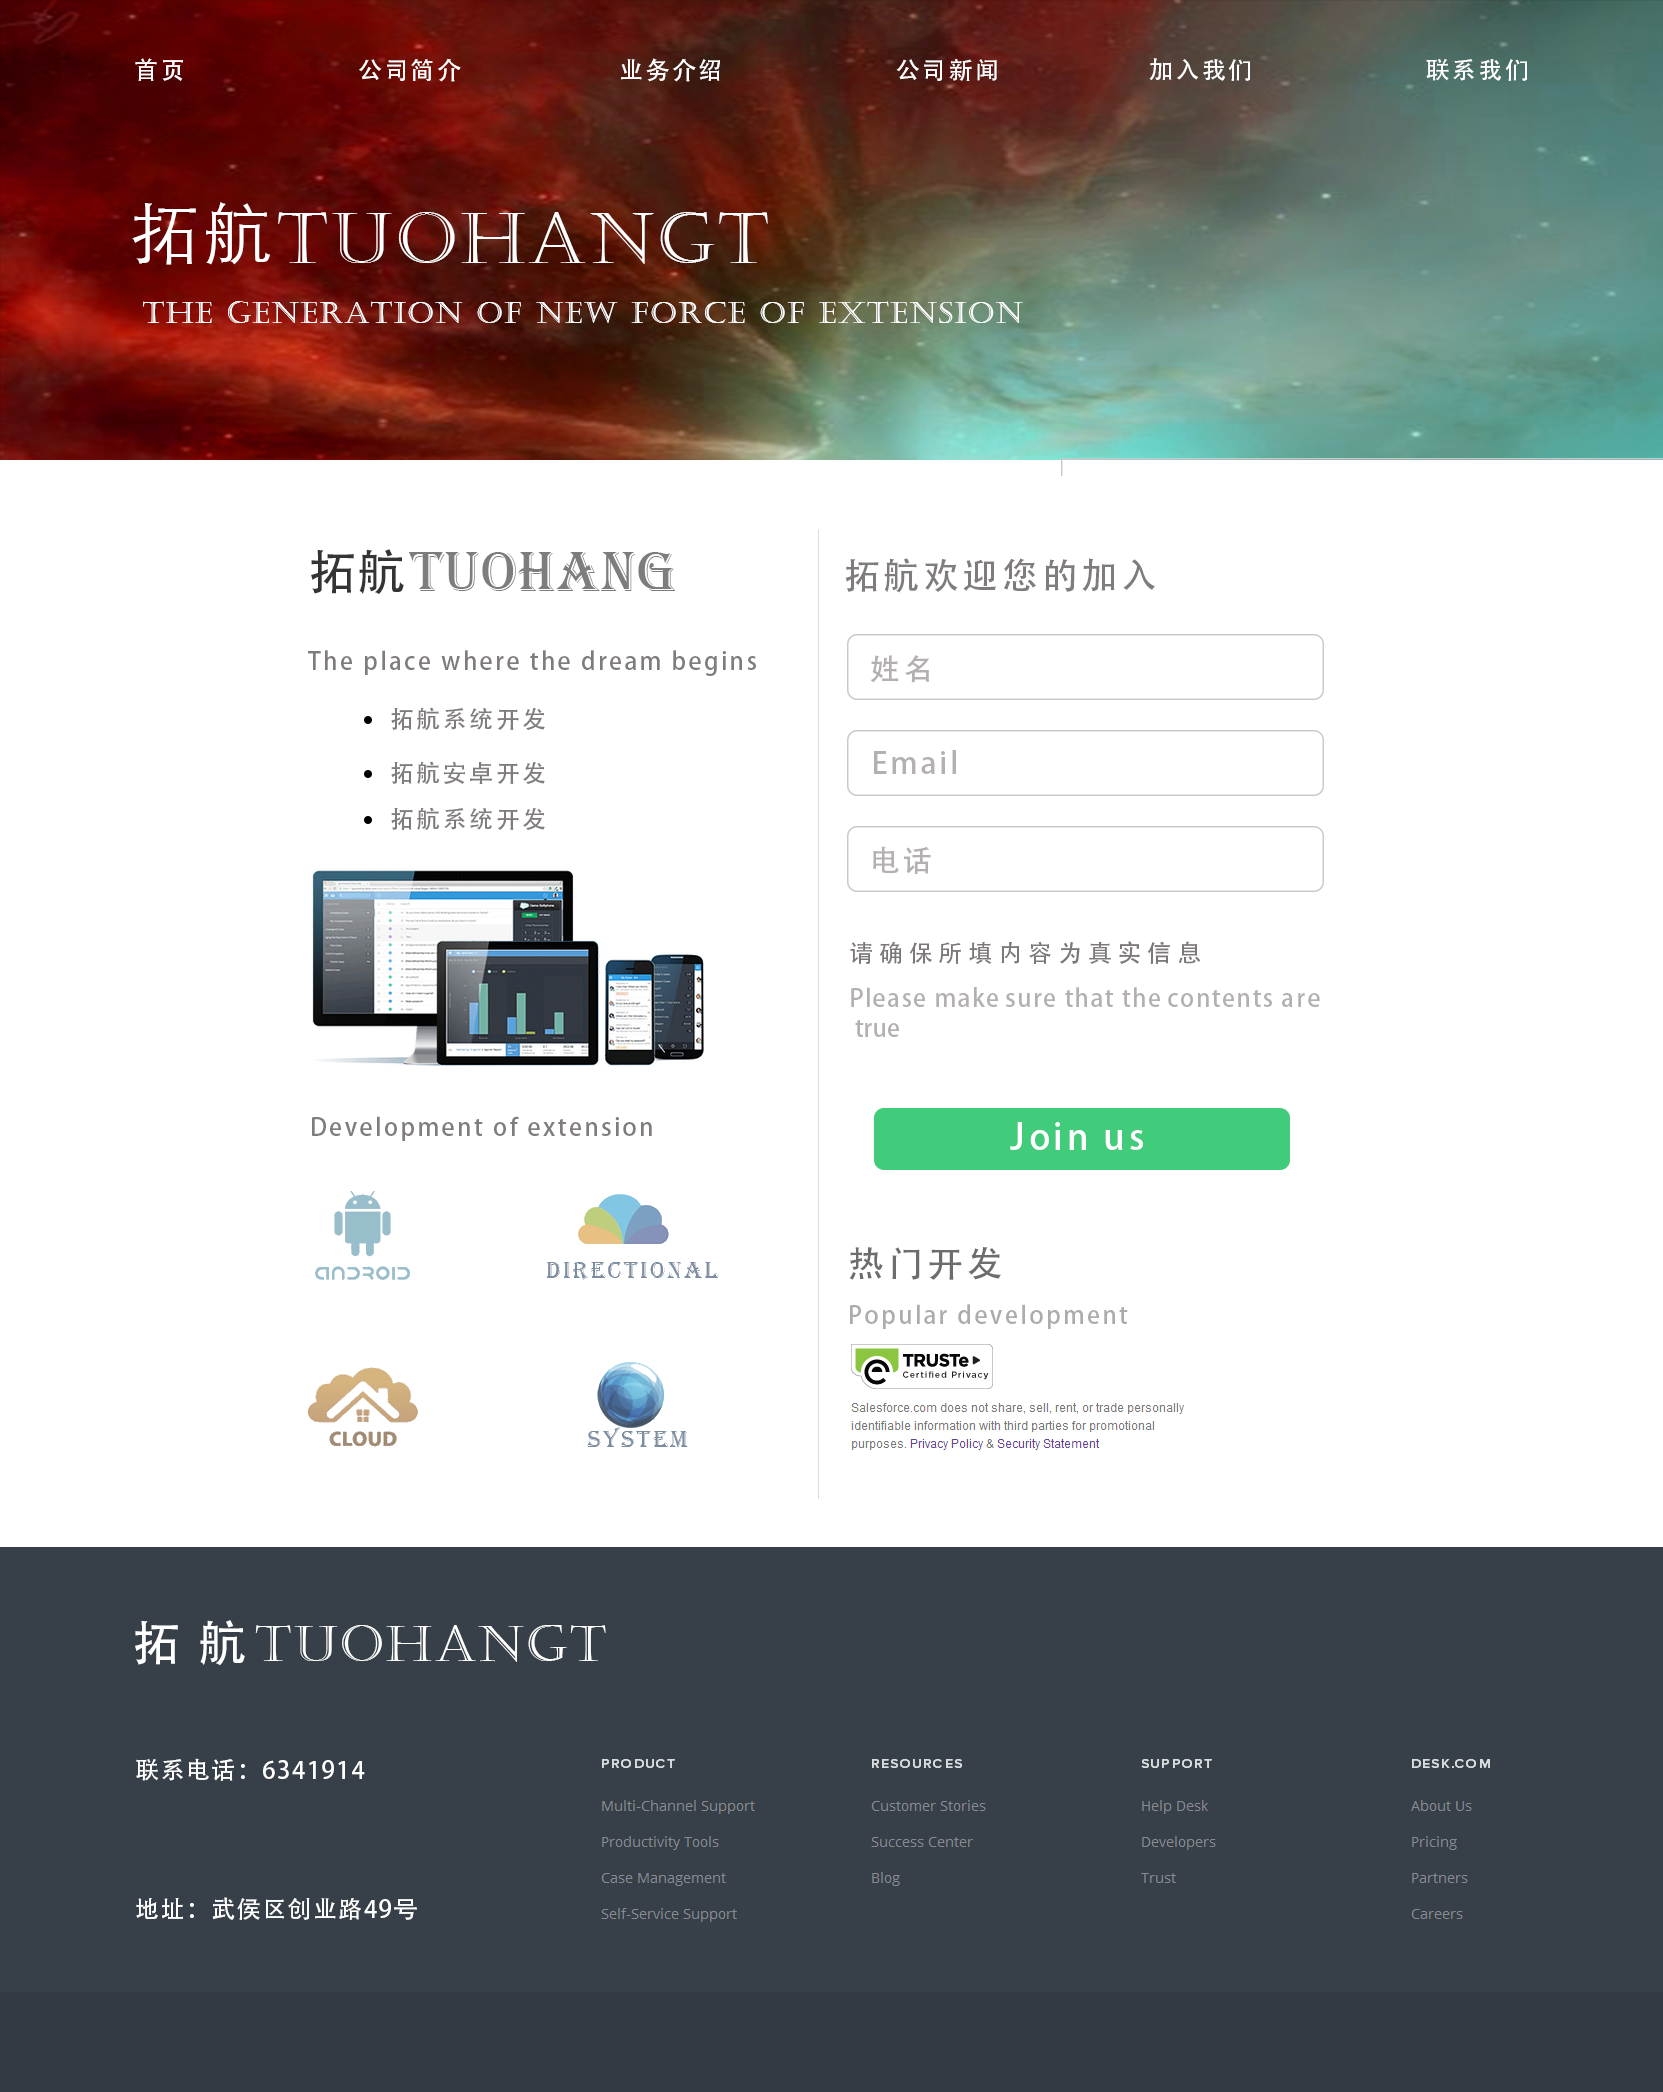 首页 公司简介 业务介绍 公司新闻 加入我们 联系我们
拓航TUOHANGT
THE GENERATION OF NEW FORCE OF EXTENSION
拓航TUOHANG
The place where the dream begins
拓航系统开发
拓航安卓开发
拓航系统开发
Development of extension
ANDROID
DIRECTIONAL
CLOUD
SYSTEM
拓航欢迎您的加入
姓名
Email
电话
请确保所填内容为真实信息
Please make sure that the contents are
true
Join us
热门开发
Popular development
TRUSTe
Certified Privacy
Salesforce.com does not share, sell, rent, or trade personally
identifiable information with third parties for promotional
purposes. Privacy Policy & Security Statement
拓 航TUOHANGT
联系电话：6341914
地址：武侯区创业路49号
PRODUCT
Multi-Channel Support
Productivity Tools
Case Management
Self-Service Support
RESOURCES
Customer Stories
Success Center
Blog
SUPPORT
Help Desk
Developers
Trust
DESK.COM
About Us
Pricing
Partners
Careers